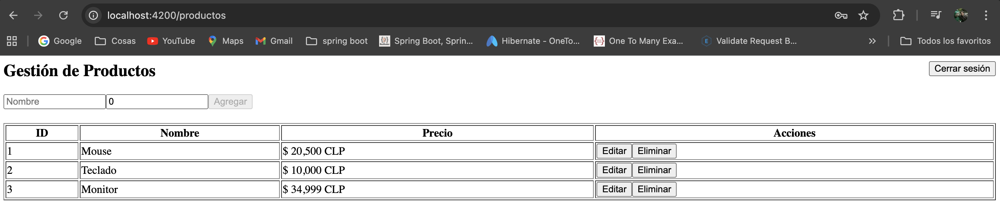 localhost:4200/productos
Google Cosas YouTube Maps Gmail spring boot Spring Boot, Sprin... Hibernate - OneTo... One To Many Exa... Validate Request B... » Todos los favoritos
Gestión de Productos Cerrar sesión
Nombre 0 Agregar
ID Nombre Precio Acciones
1 Mouse $ 20,500 CLP Editar Eliminar
2 Teclado $ 10,000 CLP Editar Eliminar
3 Monitor $ 34,999 CLP Editar Eliminar